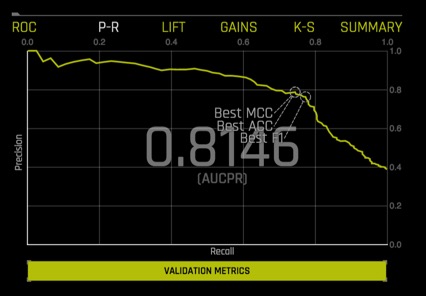 ROC P-R LIFT GAINS K-S SUMMARY
0.0 0.2 0.4 0.6 0.8 1.0
1.0
0.8
Best MCC
Best ACC
Best F1
0.6
0.8146
(AUCPR)
0.4
0.2
0.0
Precision
Recall
VALIDATION METRICS